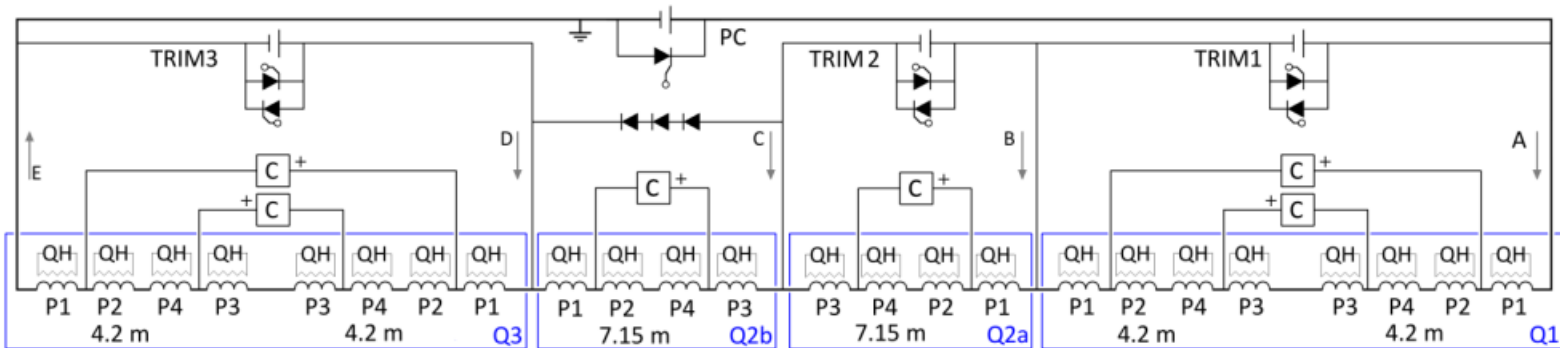 PC
TRIM3
TRIM 2
TRIM1
E
D
C
B
A
C +
+ C
C +
C +
C +
+ C
QH QH QH QH QH QH QH QH
QH QH QH QH
QH QH QH QH
QH QH QH QH QH QH QH QH
P1 P2 P4 P3 P3 P4 P2 P1
P1 P2 P4 P3
P3 P4 P2 P1
P1 P2 P4 P3 P3 P4 P2 P1
4.2 m 4.2 m Q3
7.15 m Q2b
7.15 m Q2a
4.2 m 4.2 m Q1